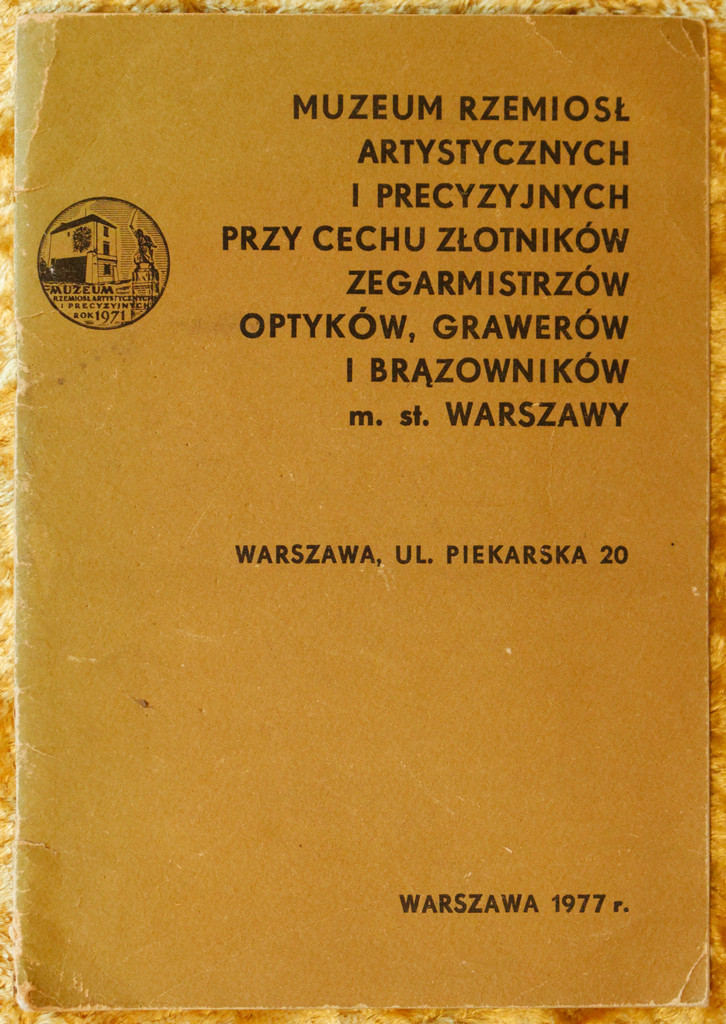 MUZEUM RZEMIOSŁ
ARTYSTYCZNYCH
I PRECYZYJNYCH
PRZY CECHU ZŁOTNIKÓW
ZEGARMISTRZÓW
OPTYKÓW, GRAWERÓW
I BRĄZOWNIKÓW
m. st. WARSZAWY
MUZEUM
RZEMIOSŁ ARTYSTYCZNYCH
I PRECYZYJNYCH
ROK 1971
WARSZAWA, UL. PIEKARSKA 20
WARSZAWA 1977 r.